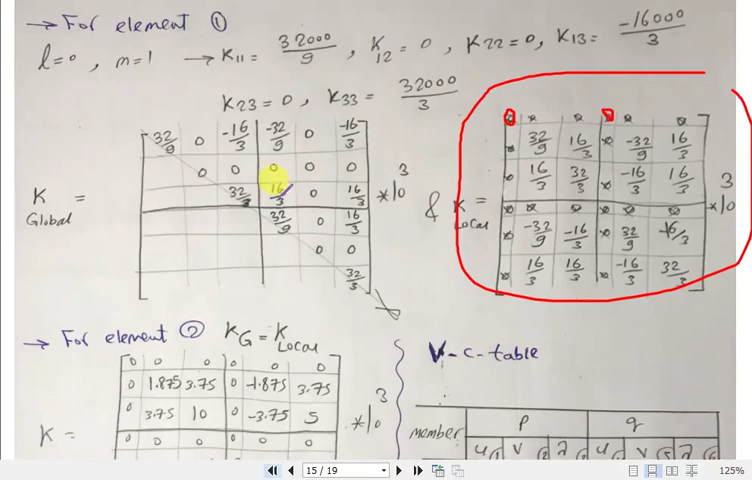 → For element ①
l=0 , m=1 → K11= 32000/9 , K12=0 , K22=0, K13= -16000/3
K23=0 , K33= 32000/3
K Global =
32/9 0 -16/3 -32/9 0 -16/3
0 0 0 0 0
32/3 16/3 0 16/3
32/9 0 16/3
0 0
32/3
*10^3
& K Local =
32/9 16/3 -32/9 16/3
16/3 32/3 -16/3 16/3
-32/9 -16/3 32/9 -16/3
16/3 16/3 -16/3 32/3
*10^3
→ For element ② KG = K Local
K =
0 0 0 0 0 0
0 1.875 3.75 0 -1.875 3.75
0 3.75 10 0 -3.75 5
0 0 0 0 0 0
*10^3
V-c-table
member P q
15 / 19
125%